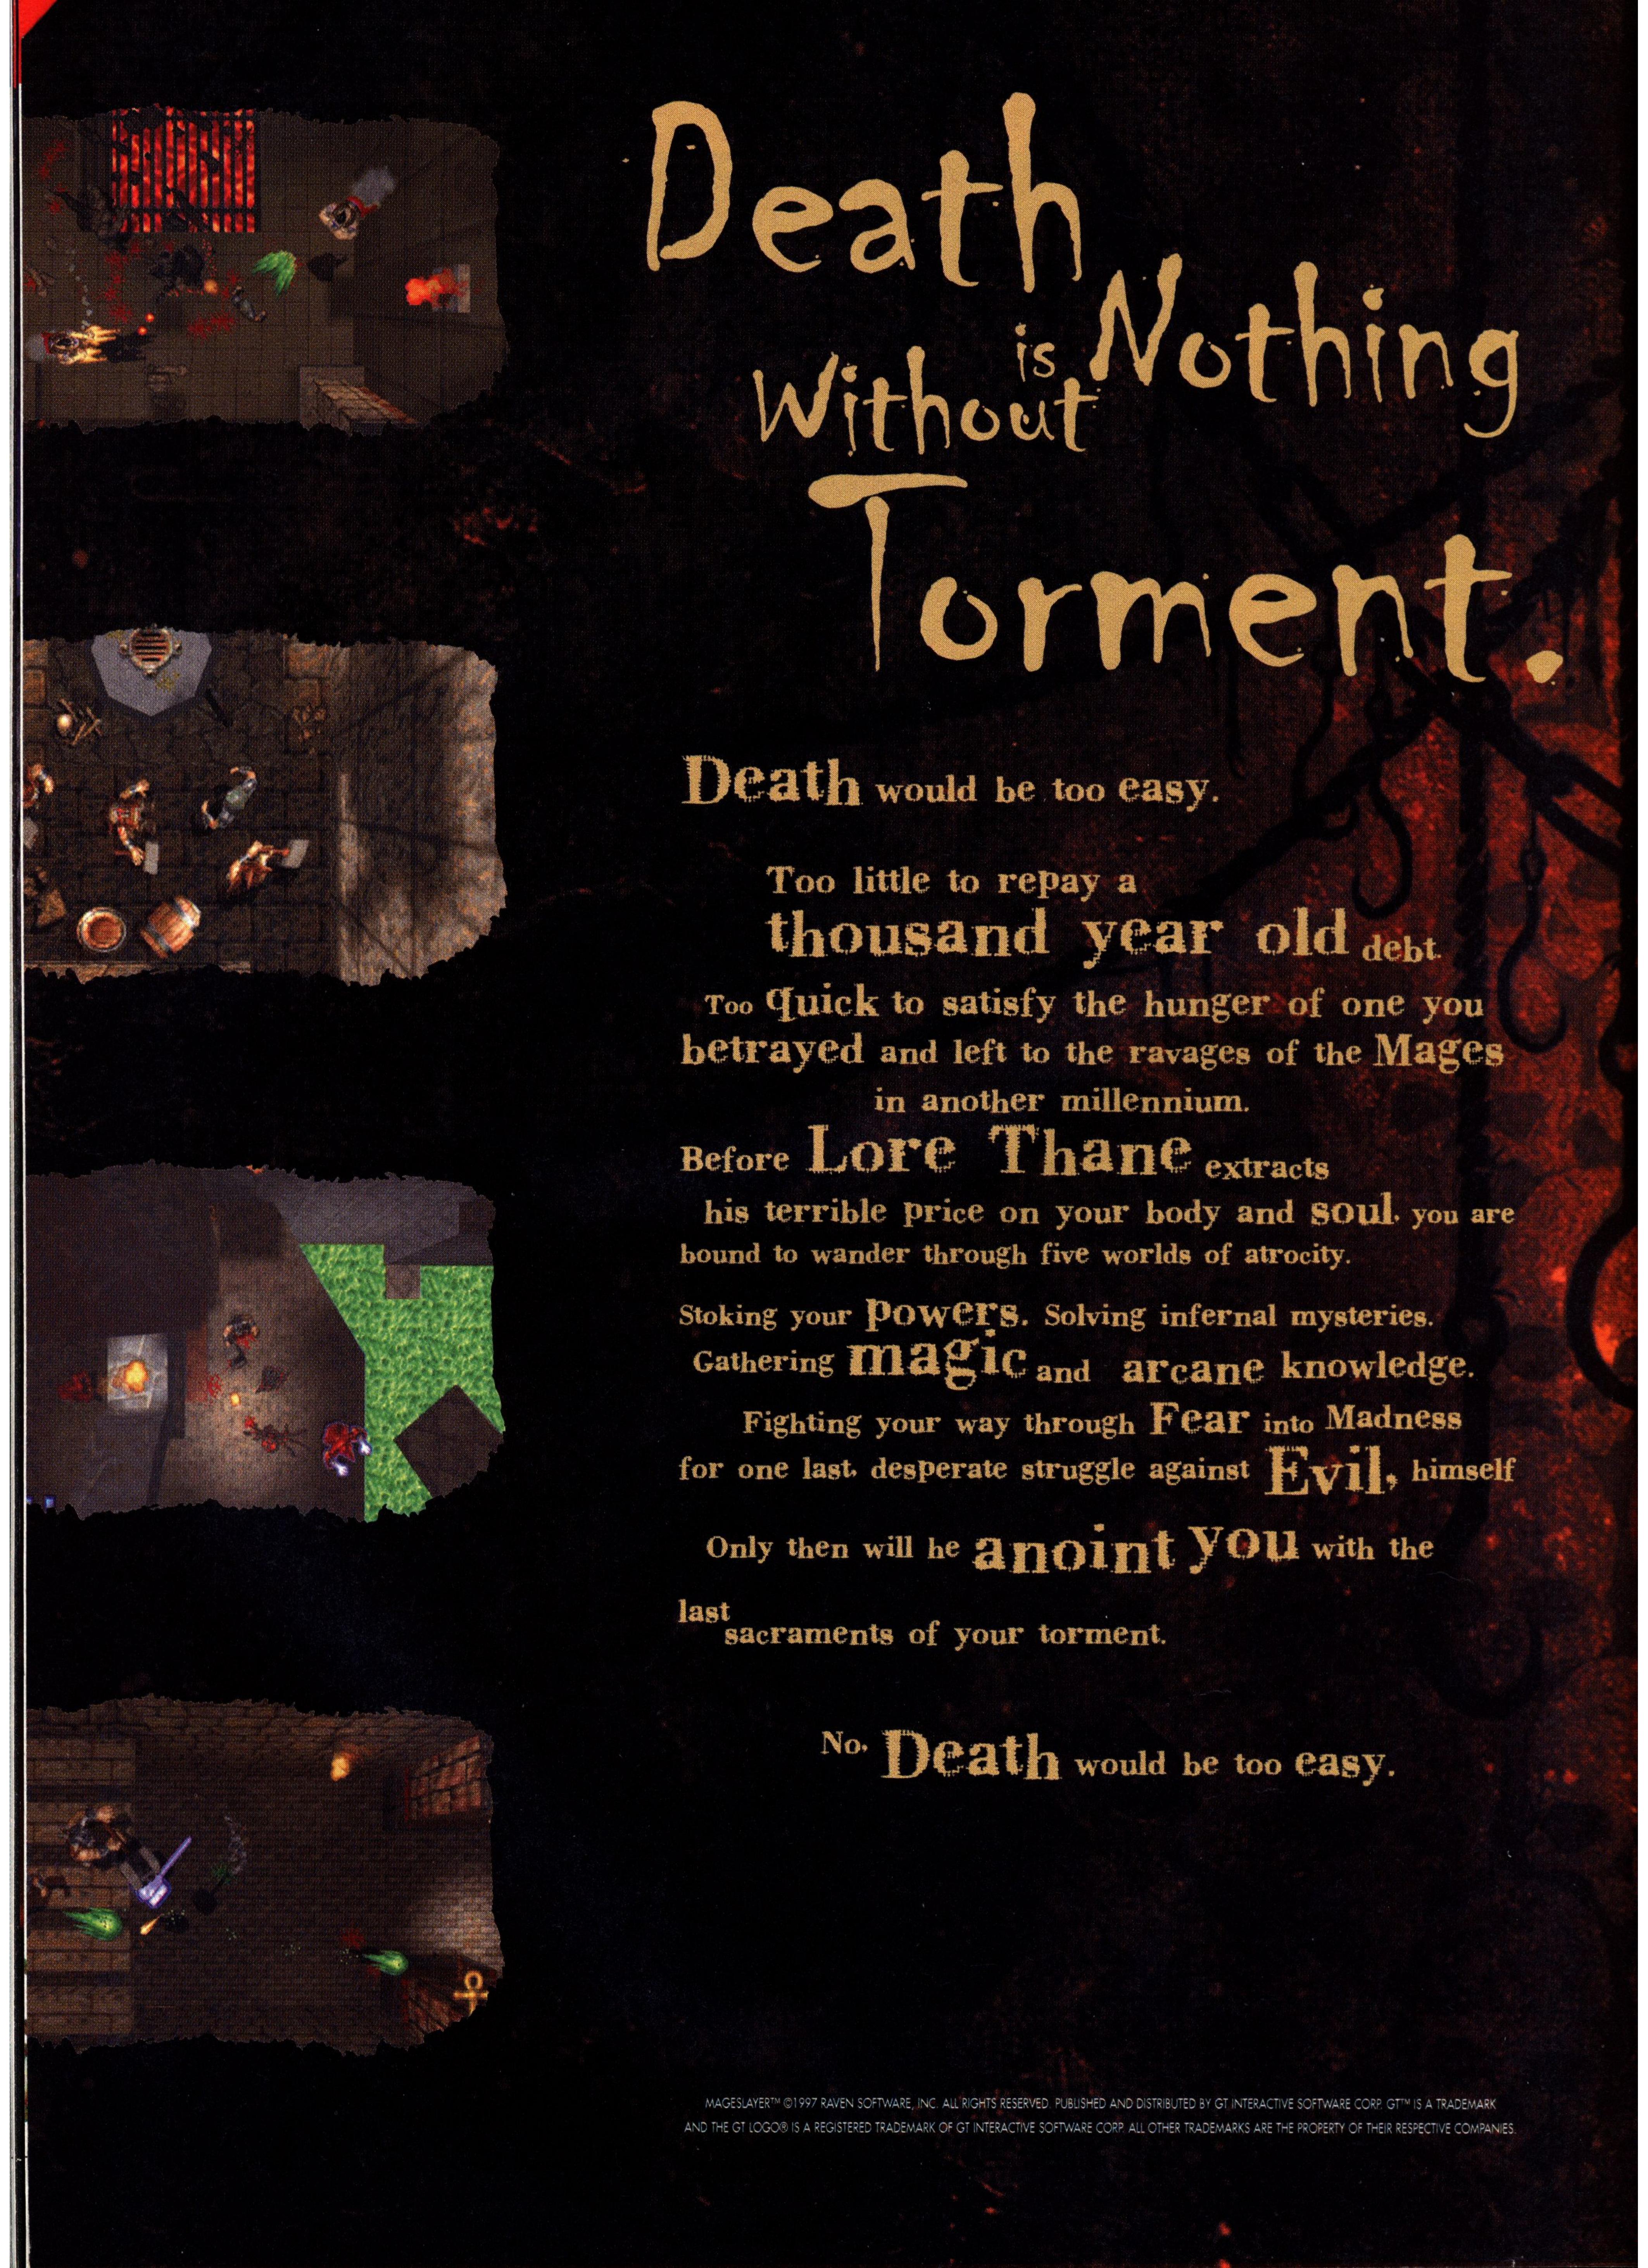 Death
is Nothing
Without
Torment.
Death would be too easy.
Too little to repay a
thousand year old debt.
Too quick to satisfy the hunger of one you
betrayed and left to the ravages of the Mages
in another millennium.
Before Lore Thane extracts
his terrible price on your body and soul, you are
bound to wander through five worlds of atrocity.
Stoking your powers. Solving infernal mysteries.
Gathering magic and arcane knowledge.
Fighting your way through Fear into Madness
for one last, desperate struggle against Evil, himself
Only then will he anoint you with the
last
sacraments of your torment.
No. Death would be too easy.
MAGESLAYER™ ©1997 RAVEN SOFTWARE, INC. ALL RIGHTS RESERVED. PUBLISHED AND DISTRIBUTED BY GT INTERACTIVE SOFTWARE CORP. GT™ IS A TRADEMARK
AND THE GT LOGO® IS A REGISTERED TRADEMARK OF GT INTERACTIVE SOFTWARE CORP. ALL OTHER TRADEMARKS ARE THE PROPERTY OF THEIR RESPECTIVE COMPANIES.